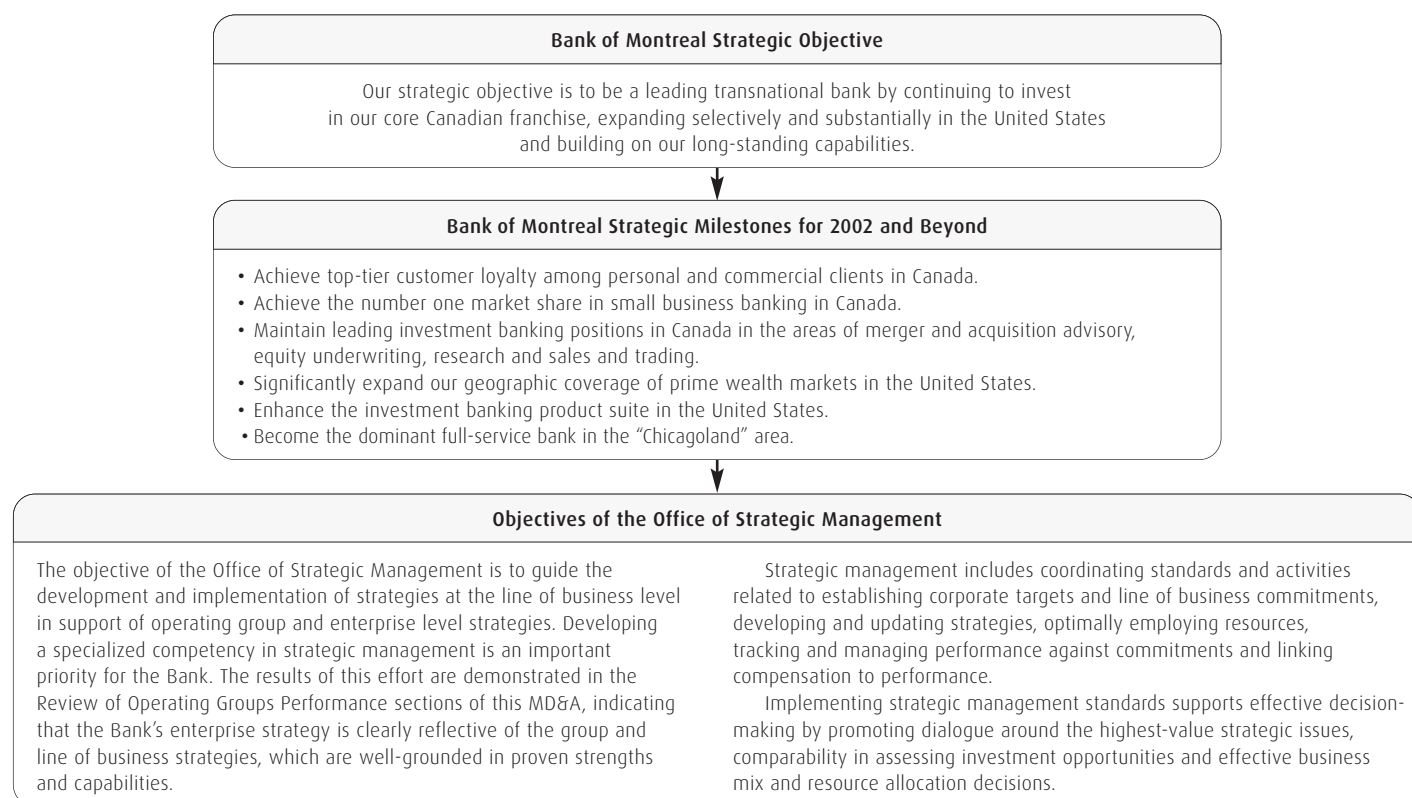 Bank of Montreal Strategic Objective
Our strategic objective is to be a leading transnational bank by continuing to invest
in our core Canadian franchise, expanding selectively and substantially in the United States
and building on our long-standing capabilities.
Bank of Montreal Strategic Milestones for 2002 and Beyond
• Achieve top-tier customer loyalty among personal and commercial clients in Canada.
• Achieve the number one market share in small business banking in Canada.
• Maintain leading investment banking positions in Canada in the areas of merger and acquisition advisory,
equity underwriting, research and sales and trading.
• Significantly expand our geographic coverage of prime wealth markets in the United States.
• Enhance the investment banking product suite in the United States.
• Become the dominant full-service bank in the “Chicagoland” area.
Objectives of the Office of Strategic Management
The objective of the Office of Strategic Management is to guide the
development and implementation of strategies at the line of business level
in support of operating group and enterprise level strategies. Developing
a specialized competency in strategic management is an important
priority for the Bank. The results of this effort are demonstrated in the
Review of Operating Groups Performance sections of this MD&A, indicating
that the Bank’s enterprise strategy is clearly reflective of the group and
line of business strategies, which are well-grounded in proven strengths
and capabilities.
Strategic management includes coordinating standards and activities
related to establishing corporate targets and line of business commitments,
developing and updating strategies, optimally employing resources,
tracking and managing performance against commitments and linking
compensation to performance.
Implementing strategic management standards supports effective decision-
making by promoting dialogue around the highest-value strategic issues,
comparability in assessing investment opportunities and effective business
mix and resource allocation decisions.